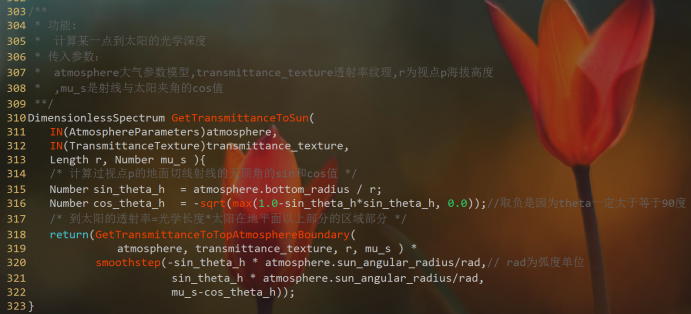 303 /**
304 * 功能:
305 *  计算某一点到太阳的光学深度
306 * 传入参数:
307 *  atmosphere大气参数模型,transmittance_texture透射率纹理,r为视点p海拔高度
308 *  ,mu_s是射线与太阳夹角的cos值
309 **/
310 DimensionlessSpectrum GetTransmittanceToSun(
311    IN(AtmosphereParameters)atmosphere,
312    IN(TransmittanceTexture)transmittance_texture,
313    Length r, Number mu_s ){
314    /* 计算过视点p的地面切线射线的天顶角的sin和cos值 */
315    Number sin_theta_h  = atmosphere.bottom_radius / r;
316    Number cos_theta_h  = -sqrt(max(1.0-sin_theta_h*sin_theta_h, 0.0));//取负是因为theta一定大于等于90度
317    /* 到太阳的透射率=光学长度*太阳在地平面以上部分的区域部分 */
318    return(GetTransmittanceToTopAtmosphereBoundary(
319             atmosphere, transmittance_texture, r, mu_s ) *
320          smoothstep(-sin_theta_h * atmosphere.sun_angular_radius/rad,// rad为弧度单位
321                     sin_theta_h * atmosphere.sun_angular_radius/rad,
322                     mu_s-cos_theta_h));
323 }